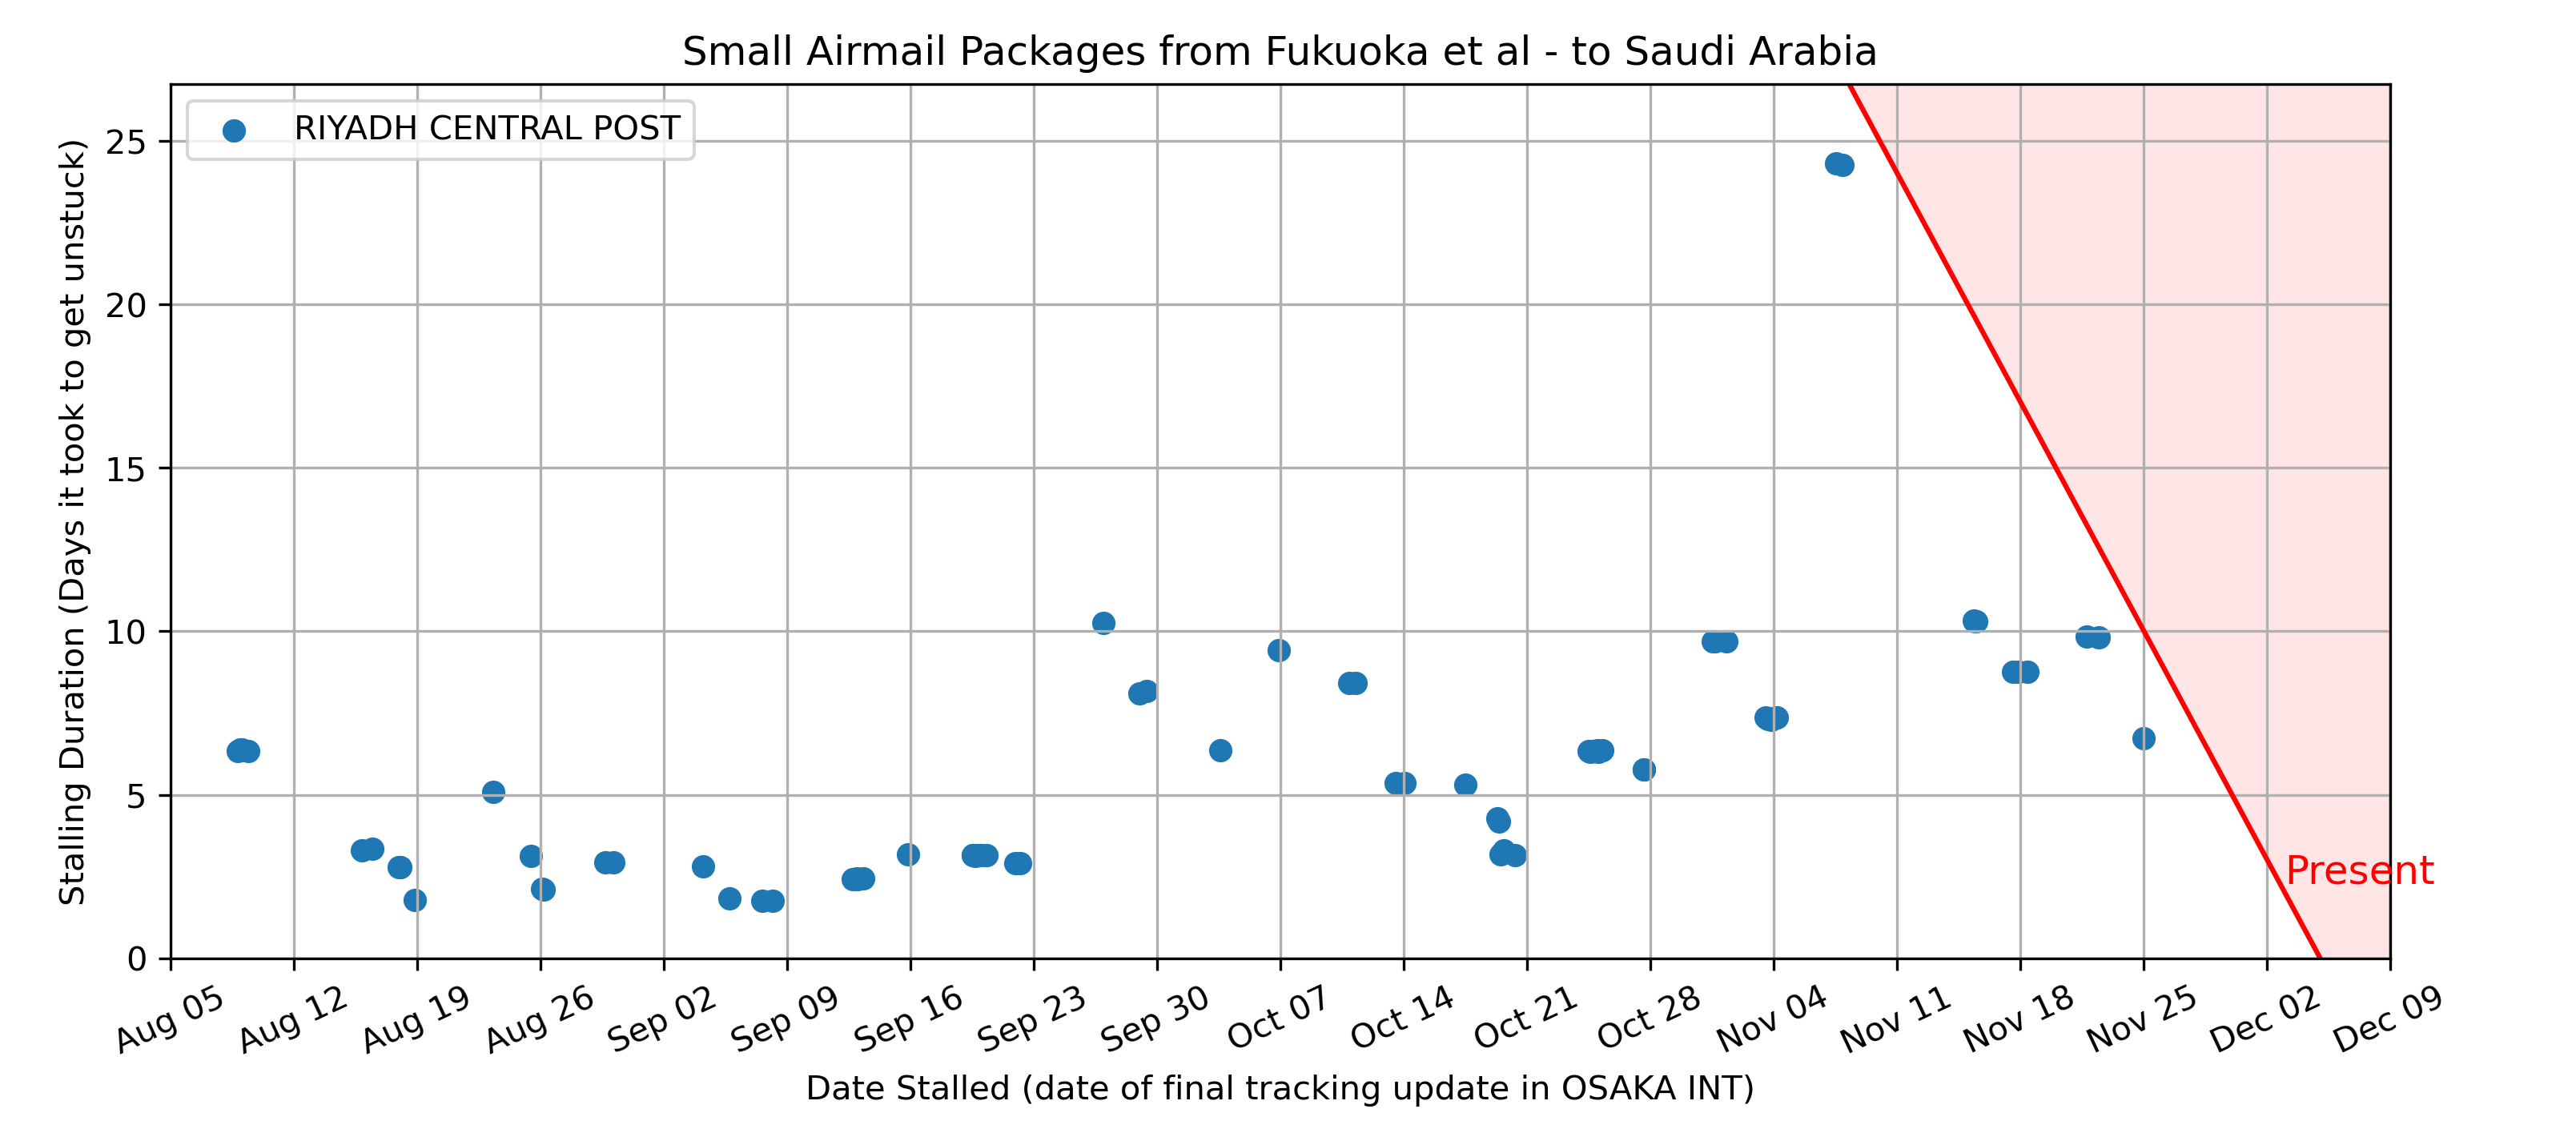 Small Airmail Packages from Fukuoka et al - to Saudi Arabia
RIYADH CENTRAL POST
Stalling Duration (Days it took to get unstuck)
25
20
15
10
5
0
Present
Aug 05
Aug 12
Aug 19
Aug 26
Sep 02
Sep 09
Sep 16
Sep 23
Sep 30
Oct 07
Oct 14
Oct 21
Oct 28
Nov 04
Nov 11
Nov 18
Nov 25
Dec 02
Dec 09
Date Stalled (date of final tracking update in OSAKA INT)